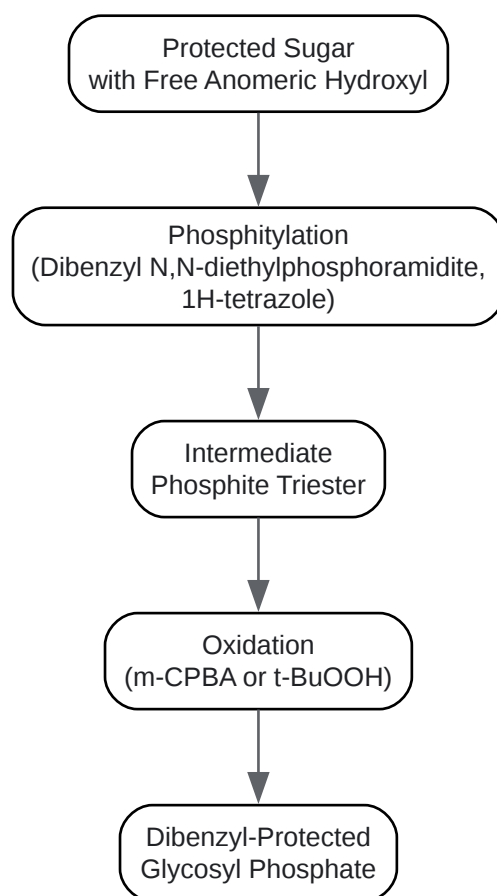 Protected Sugar
with Free Anomeric Hydroxyl
Phosphitylation
(Dibenzyl N,N-diethylphosphoramidite,
1H-tetrazole)
Intermediate
Phosphite Triester
Oxidation
(m-CPBA or t-BuOOH)
Dibenzyl-Protected
Glycosyl Phosphate